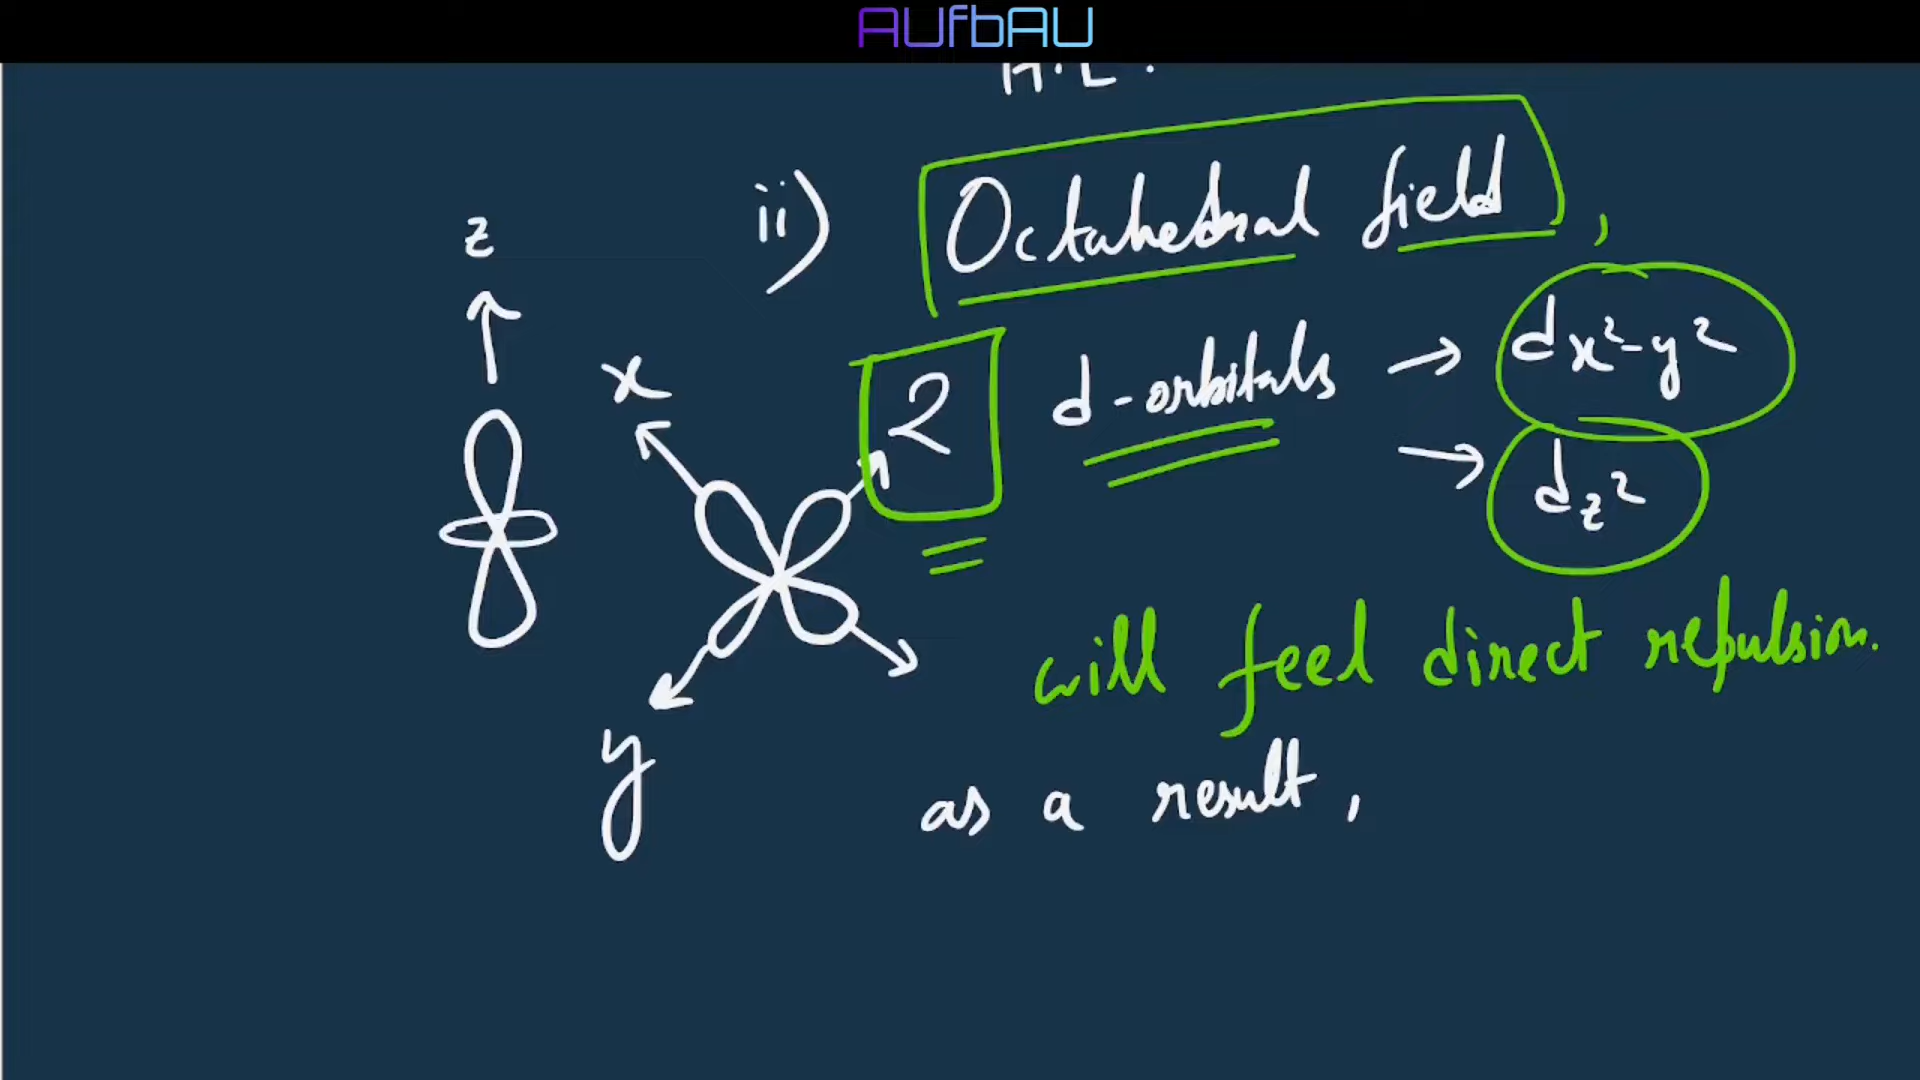 AUFBAU
H.L.
ii) Octahedral field,
2 d-orbitals → dx²-y²
→ dz²
will feel direct repulsion.
as a result,
z
x
y